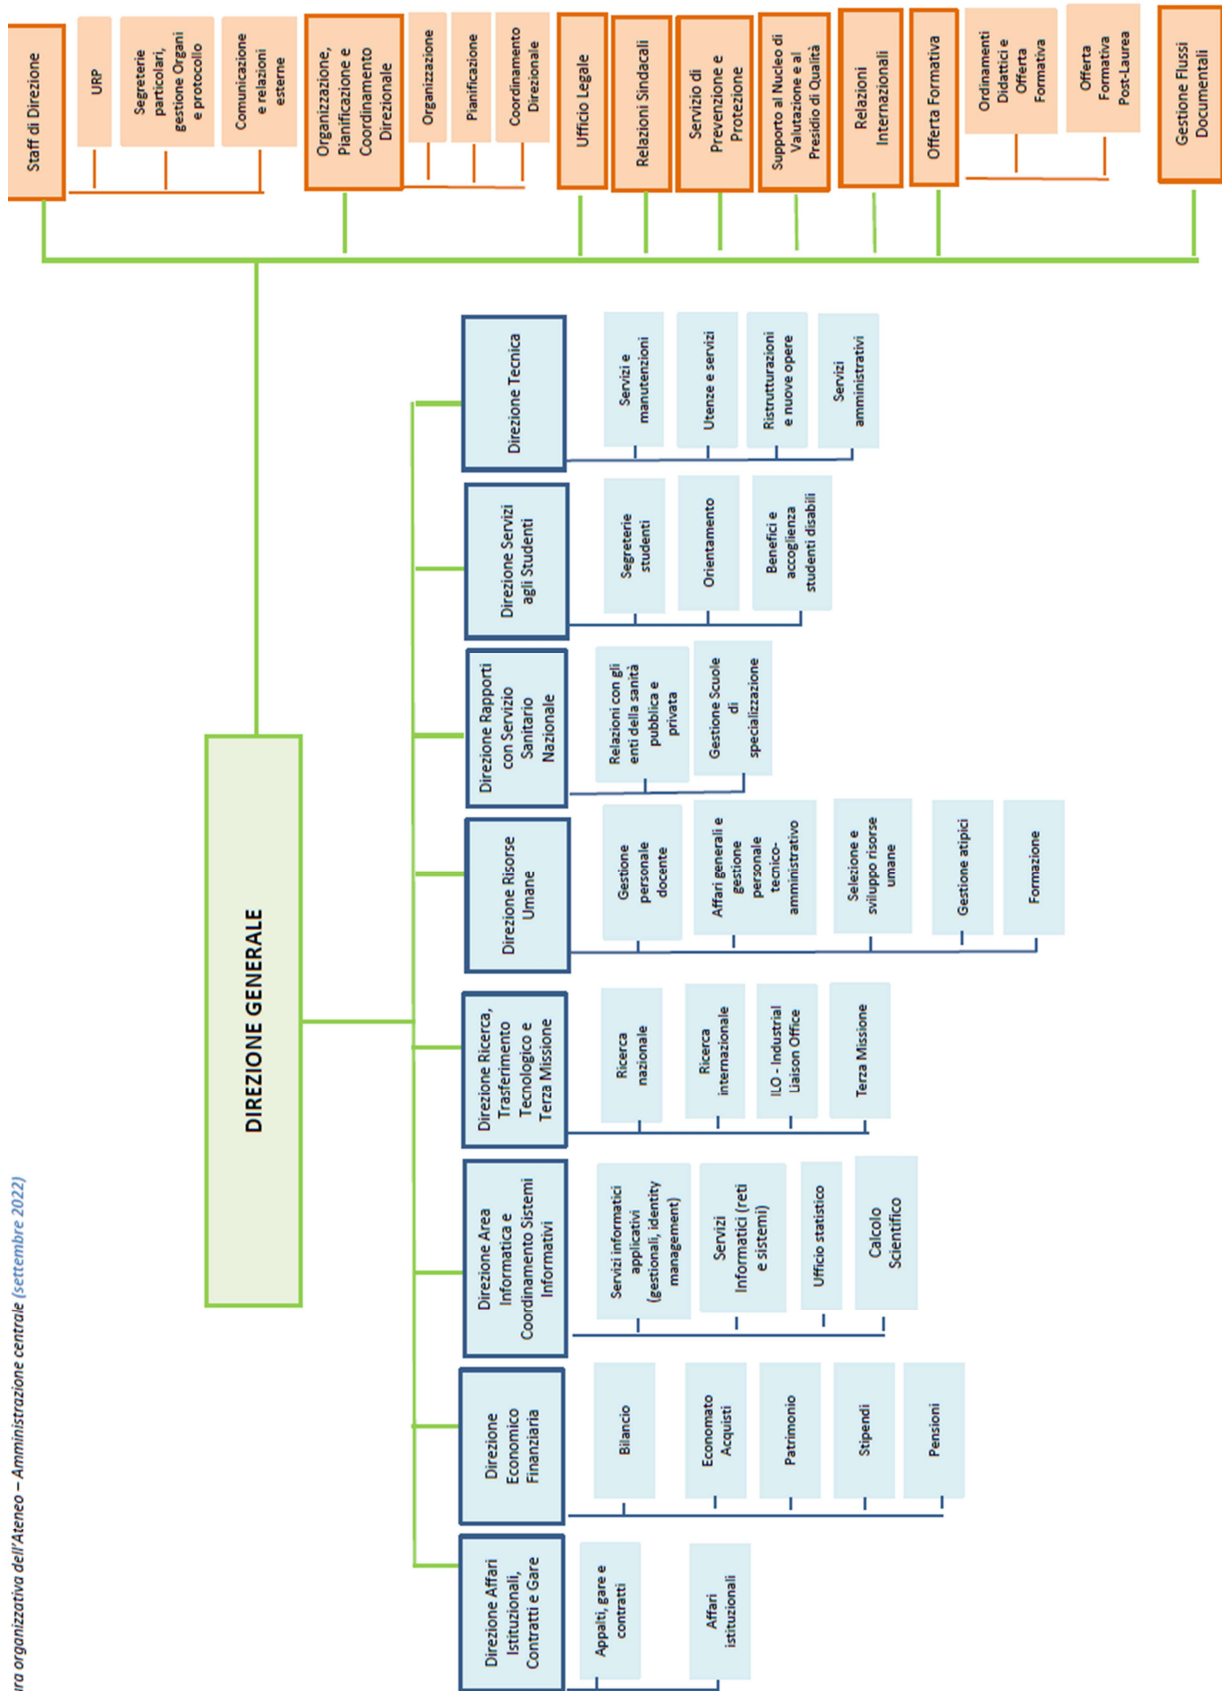 ura organizzativa dell'Ateneo – Amministrazione centrale (settembre 2022)
DIREZIONE GENERALE
Direzione Affari
Istituzionali,
Contratti e Gare
Appalti, gare e
contratti
Affari
istituzionali
Direzione
Economico
Finanziaria
Bilancio
Economato
Acquisti
Patrimonio
Stipendi
Pensioni
Direzione Area
Informatica e
Coordinamento Sistemi
Informativi
Servizi informatici
applicativi
(gestionali, identity
management)
Servizi
Informatici (reti
e sistemi)
Ufficio statistico
Calcolo
Scientifico
Direzione Ricerca,
Trasferimento
Tecnologico e
Terza Missione
Ricerca
nazionale
Ricerca
internazionale
ILO - Industrial
Liaison Office
Terza Missione
Direzione Risorse
Umane
Gestione
personale
docente
Affari generali e
gestione
personale
tecnico-
amministrativo
Selezione e
sviluppo risorse
umane
Gestione atipici
Formazione
Direzione Rapporti
con Servizio
Sanitario
Nazionale
Relazioni con gli
enti della sanità
pubblica e
privata
Gestione Scuole
di
specializzazione
Direzione Servizi
agli Studenti
Segreterie
studenti
Orientamento
Benefici e
accoglienza
studenti disabili
Direzione Tecnica
Servizi e
manutenzioni
Utenze e servizi
Ristrutturazioni
e nuove opere
Servizi
amministrativi
Staff di Direzione
URP
Segreterie
particolari,
gestione Organi
e protocollo
Comunicazione
e relazioni
esterne
Organizzazione,
Pianificazione e
Coordinamento
Direzionale
Organizzazione
Pianificazione
Coordinamento
Direzionale
Ufficio Legale
Relazioni Sindacali
Servizio di
Prevenzione e
Protezione
Supporto al Nucleo di
Valutazione e al
Presidio di Qualità
Relazioni
Internazionali
Offerta Formativa
Ordinamenti
Didattici e
Offerta
Formativa
Offerta
Formativa
Post-Laurea
Gestione Flussi
Documentali